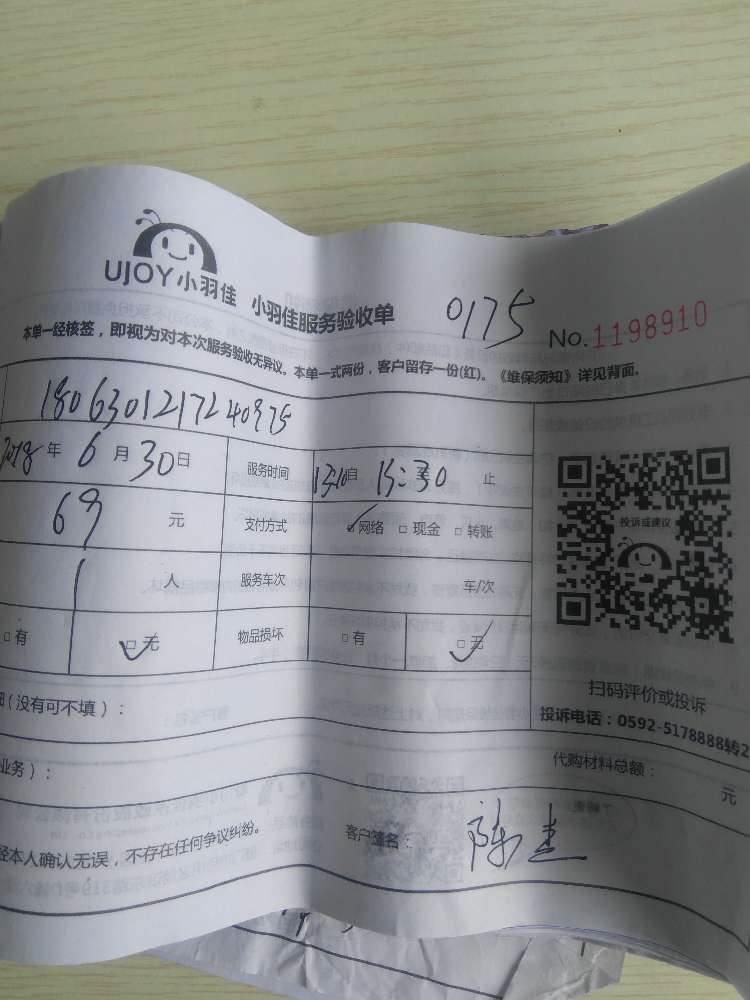 UJOY小羽佳 小羽佳服务验收单 0175 No.1198910
本单一经核签，即视为对本次服务验收无异议。本单一式两份，客户留存一份(红)。《维保须知》详见背面.
1806301217240975
2018 年 6 月 30 日 服务时间 13:10 自 15:30 止
69 元 支付方式 网络 □ 现金 □ 转账
1 人 服务车次 车/次
□ 有 □ 无 物品损坏 □ 有 □ 无
投诉或建议
扫码评价或投诉
投诉电话：0592-5178888转2
(没有可不填)：
业务)： 代购材料总额： 元
经本人确认无误，不存在任何争议纠纷。 客户签名：